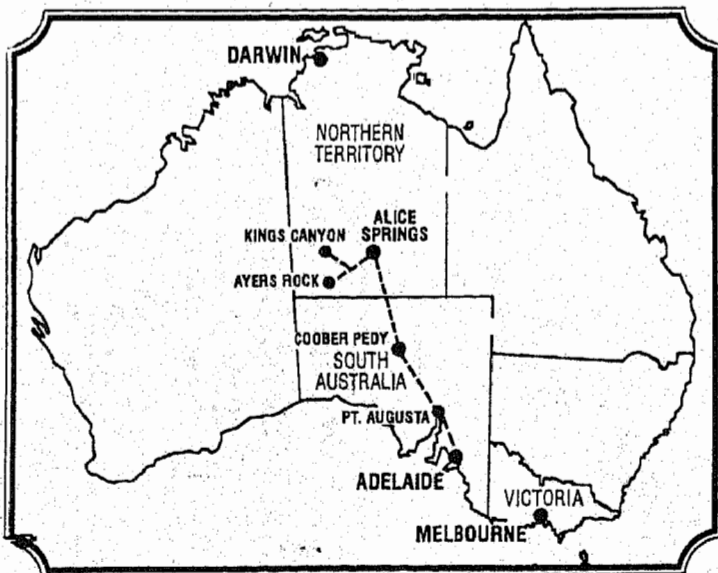 DARWIN
NORTHERN
TERRITORY
ALICE
SPRINGS
KINGS CANYON
AYERS ROCK
COOBER PEDY
SOUTH
AUSTRALIA
PT. AUGUSTA
ADELAIDE
VICTORIA
MELBOURNE